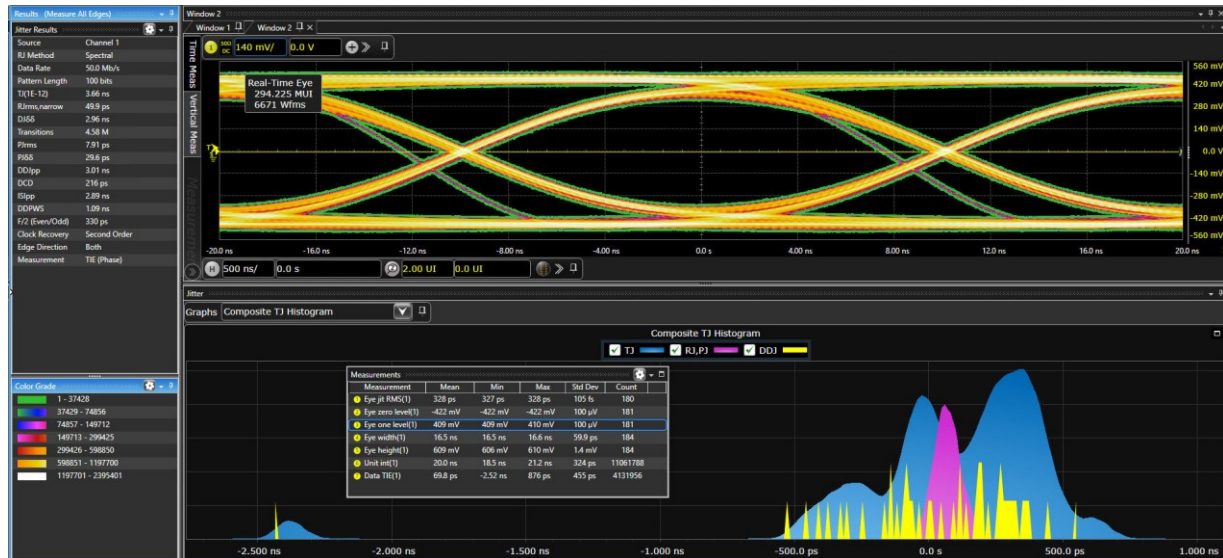 Results (Measure All Edges)
Jitter Results
Source Channel 1
RJ Method Spectral
Data Rate 50.0 Mb/s
Pattern Length 100 bits
TJ(1E-12) 3.66 ns
RJrms,narrow 49.9 ps
DJδδ 2.96 ns
Transitions 4.58 M
PJrms 7.91 ps
PJδδ 29.6 ps
DDJpp 3.01 ns
DCD 216 ps
ISIpp 2.89 ns
DDPWS 1.09 ns
F/2 (Even/Odd) 330 ps
Clock Recovery Second Order
Edge Direction Both
Measurement TIE (Phase)
Color Grade
1 - 37428
37429 - 74856
74857 - 149712
149713 - 299425
299426 - 598850
598851 - 1197700
1197701 - 2395401
Window 2
Window 1 Window 2
1 50Ω DC 140 mV/ 0.0 V
Time Meas
Vertical Meas
Measurements
Real-Time Eye
294.225 MUI
6671 Wfms
560 mV
420 mV
280 mV
140 mV
0.0 V
-140 mV
-280 mV
-420 mV
-560 mV
-20.0 ns -16.0 ns -12.0 ns -8.00 ns -4.00 ns 0.0 s 4.00 ns 8.00 ns 12.0 ns 16.0 ns 20.0 ns
H 500 ns/ 0.0 s 2.00 UI 0.0 UI
Jitter
Graphs Composite TJ Histogram
Composite TJ Histogram
TJ RJ,PJ DDJ
Measurements
Measurement Mean Min Max Std Dev Count
1 Eye jit RMS(1) 328 ps 327 ps 328 ps 105 fs 180
2 Eye zero level(1) -422 mV -422 mV -422 mV 100 µV 181
3 Eye one level(1) 409 mV 409 mV 410 mV 100 µV 181
4 Eye width(1) 16.5 ns 16.5 ns 16.6 ns 59.9 ps 184
5 Eye height(1) 609 mV 606 mV 610 mV 1.4 mV 184
6 Unit int(1) 20.0 ns 18.5 ns 21.2 ns 324 ps 11061788
7 Data TIE(1) 69.8 ps -2.52 ns 876 ps 455 ps 4131956
-2.500 ns -2.000 ns -1.500 ns -1.000 ns -500.0 ps 0.0 s 500.0 ps 1.000 ns